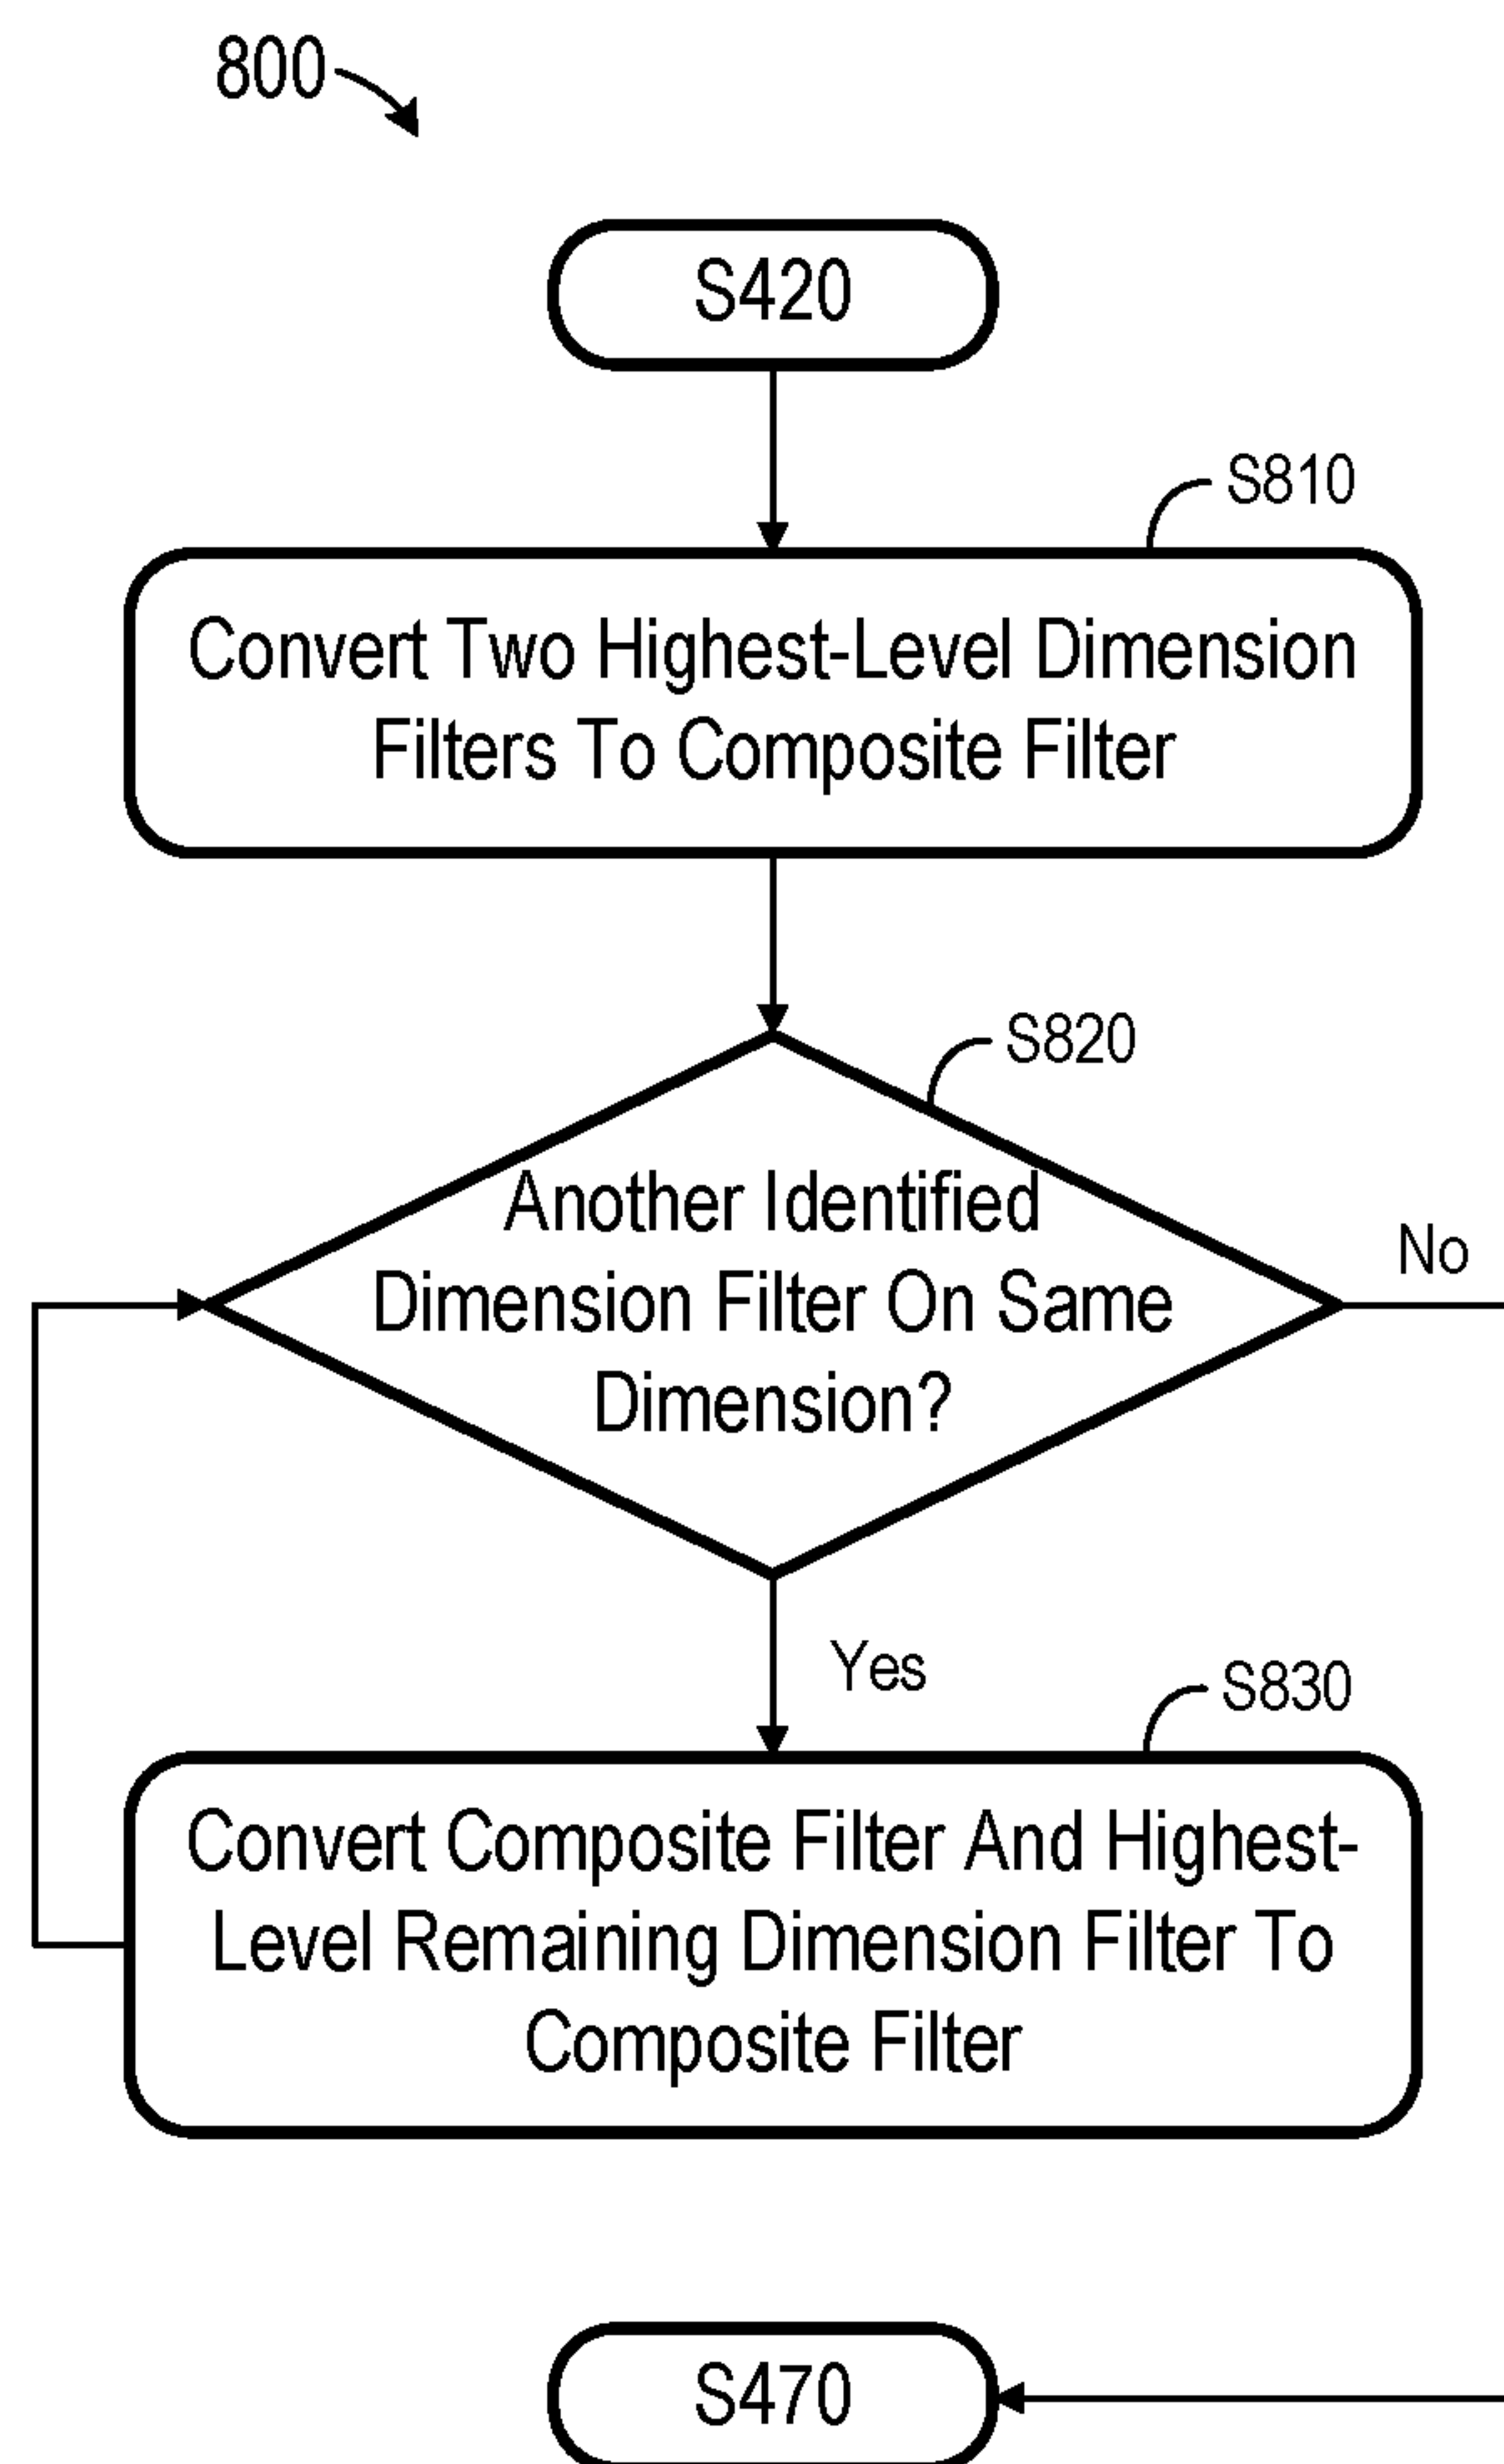 800
S420
S810
Convert Two Highest-Level Dimension
Filters To Composite Filter
S820
Another Identified
Dimension Filter On Same
Dimension?
No
Yes
S830
Convert Composite Filter And Highest-
Level Remaining Dimension Filter To
Composite Filter
S470